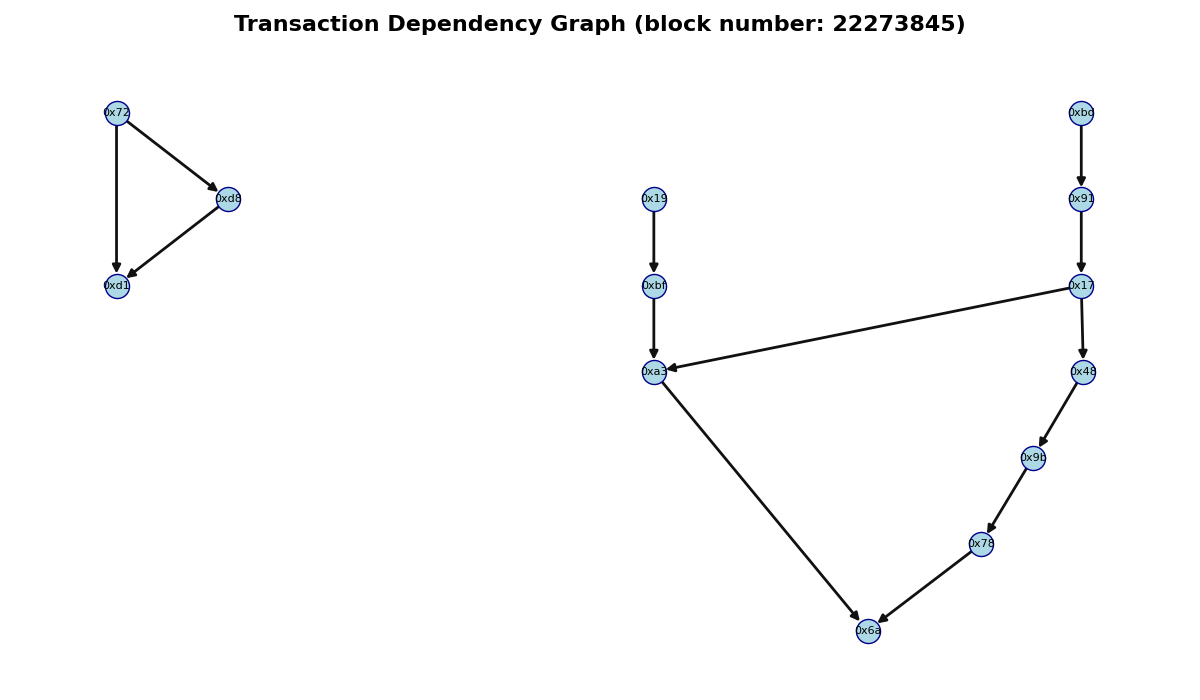 Transaction Dependency Graph (block number: 22273845)
0x72
0xbd
0xd8
0x19
0x91
0xd1
0xbf
0x17
0xa3
0x48
0x9b
0x78
0x6a